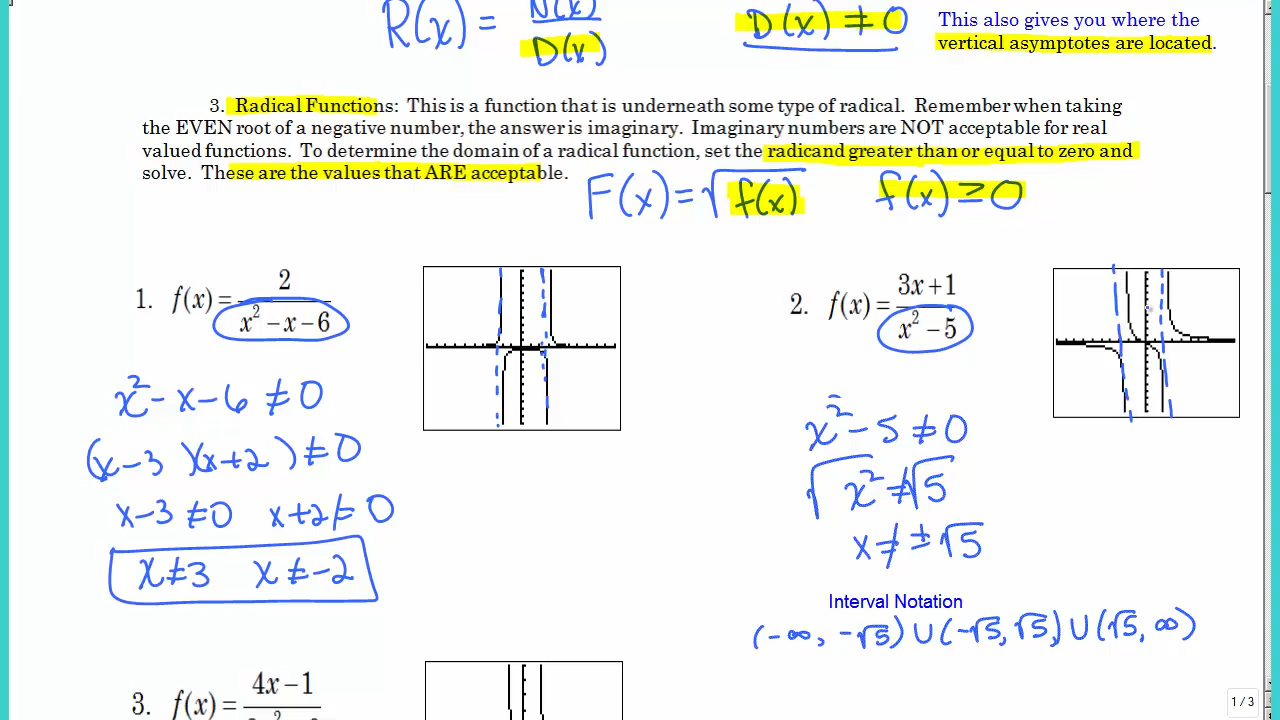 R(x) = N(x)/D(x)
D(x) ≠ 0
This also gives you where the
vertical asymptotes are located.
3. Radical Functions: This is a function that is underneath some type of radical. Remember when taking
the EVEN root of a negative number, the answer is imaginary. Imaginary numbers are NOT acceptable for real
valued functions. To determine the domain of a radical function, set the radicand greater than or equal to zero and
solve. These are the values that ARE acceptable.
F(x) = √f(x)
f(x) ≥ 0
1. f(x) = 2/(x² − x − 6)
x² − x − 6 ≠ 0
(x − 3)(x + 2) ≠ 0
x − 3 ≠ 0 x + 2 ≠ 0
x ≠ 3 x ≠ −2
2. f(x) = (3x + 1)/(x² − 5)
x² − 5 ≠ 0
√x² ≠ √5
x ≠ ± √5
Interval Notation
(−∞, −√5) ∪ (−√5, √5) ∪ (√5, ∞)
3. f(x) = 4x − 1
1 / 3